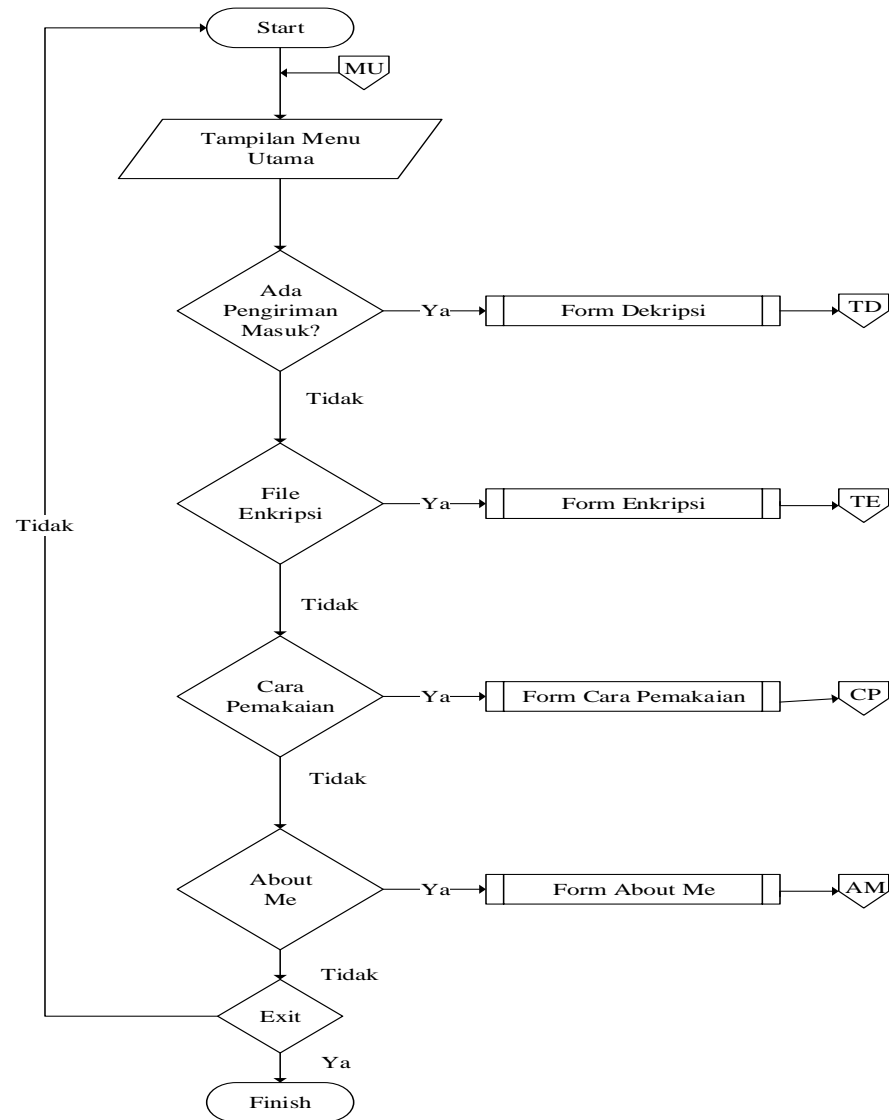 Start
MU
Tampilan Menu
Utama
Ada
Pengiriman
Masuk?
Ya
Form Dekripsi
TD
Tidak
File
Enkripsi
Ya
Form Enkripsi
TE
Tidak
Tidak
Cara
Pemakaian
Ya
Form Cara Pemakaian
CP
Tidak
About
Me
Ya
Form About Me
AM
Tidak
Exit
Ya
Finish